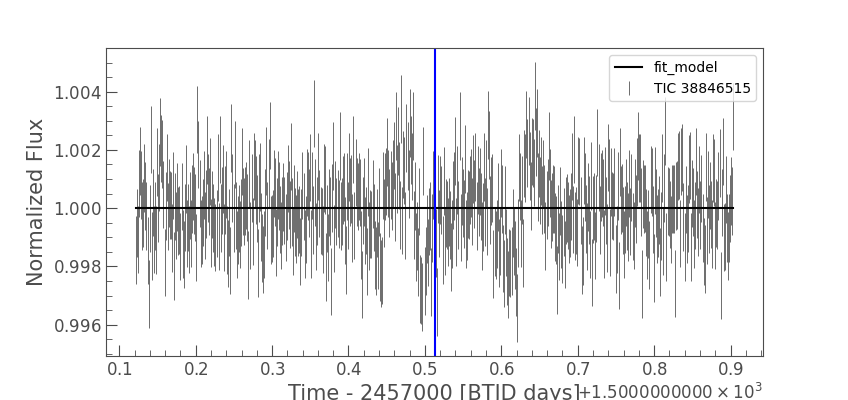 fit_model
TIC 38846515
Normalized Flux
1.004
1.002
1.000
0.998
0.996
0.1 0.2 0.3 0.4 0.5 0.6 0.7 0.8 0.9
Time - 2457000 [BTJD days]
+1.5000000000 × 10³